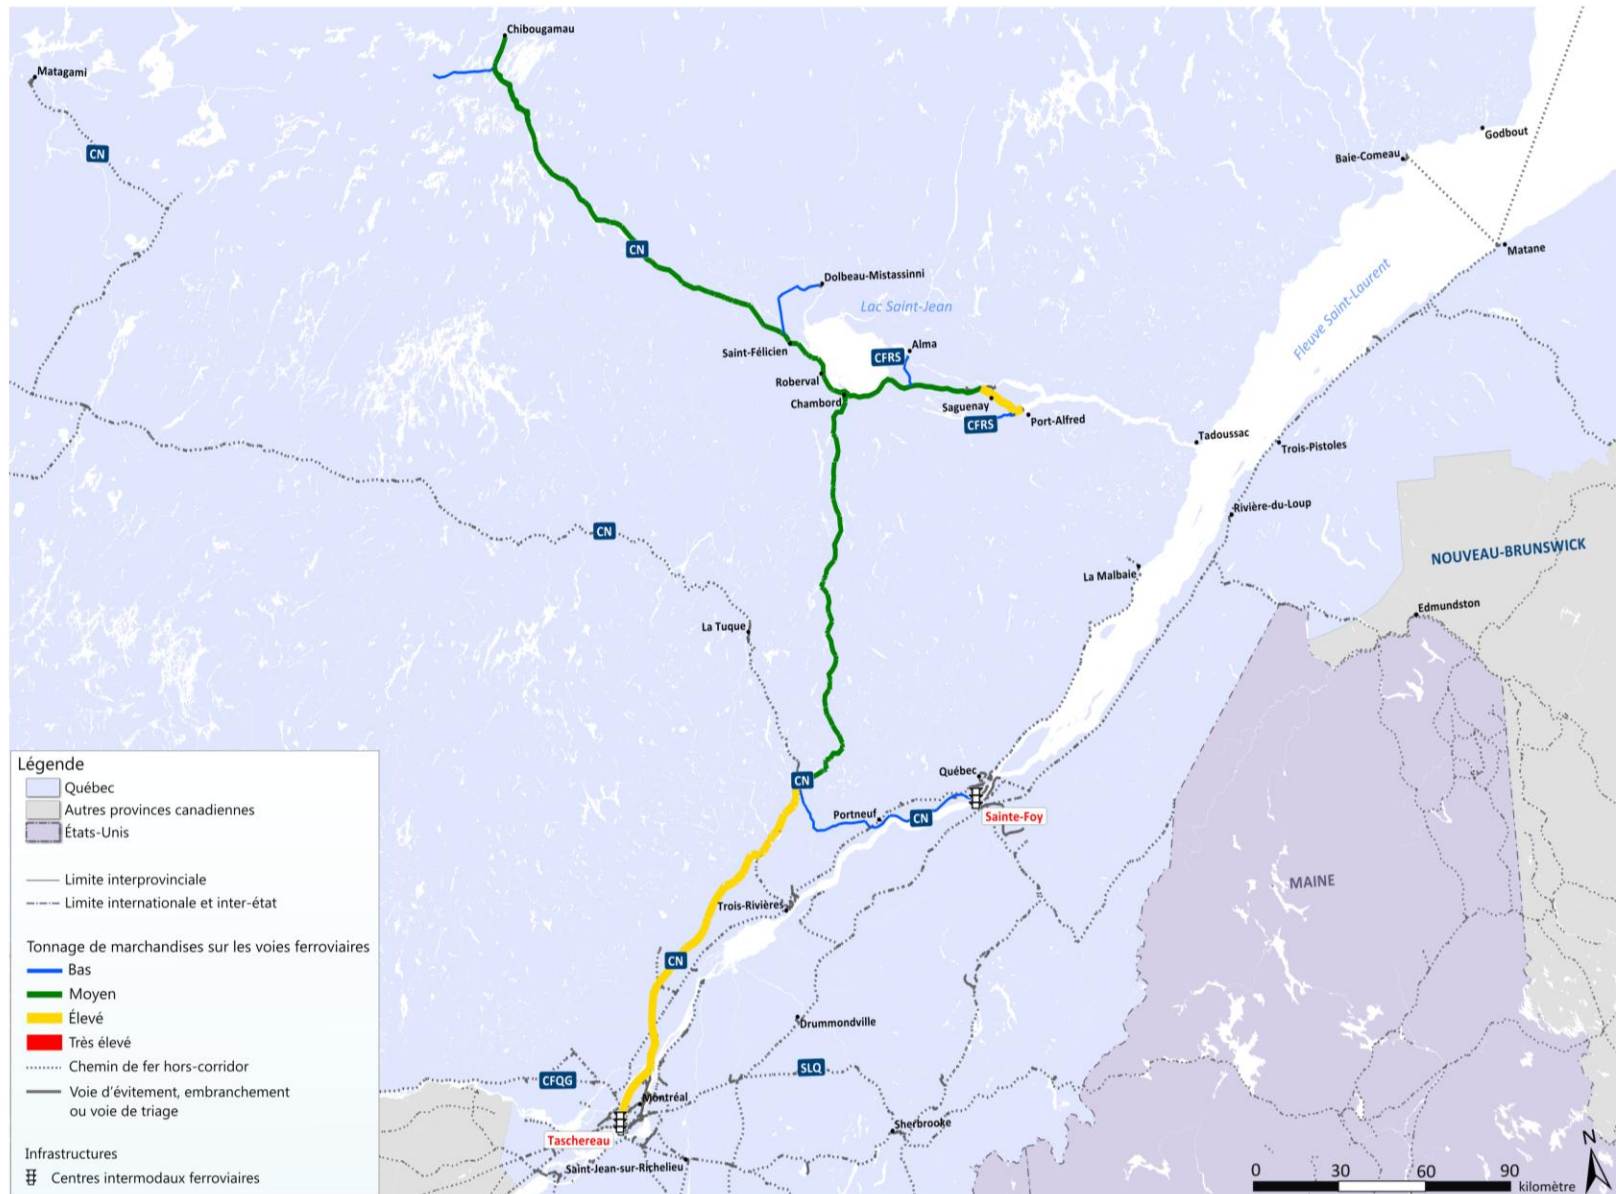 Chibougamau
Matagami
CN
Godbout
Baie-Comeau
CN
Matane
Dolbeau-Mistassinni
Lac Saint-Jean
Fleuve Saint-Laurent
Saint-Félicien
Alma
CFRS
Roberval
Chambord
Saguenay
CFRS
Port-Alfred
Tadoussac
Trois-Pistoles
Rivière-du-Loup
CN
NOUVEAU-BRUNSWICK
La Malbaie
Edmundston
La Tuque
CN
Québec
Portneuf
CN
Sainte-Foy
MAINE
Trois-Rivières
CN
Drummondville
CFQG
SLQ
Montréal
Taschereau
Sherbrooke
Saint-Jean-sur-Richelieu
Légende
Québec
Autres provinces canadiennes
États-Unis
Limite interprovinciale
Limite internationale et inter-état
Tonnage de marchandises sur les voies ferroviaires
Bas
Moyen
Élevé
Très élevé
Chemin de fer hors-corridor
Voie d'évitement, embranchement
ou voie de triage
Infrastructures
Centres intermodaux ferroviaires
N
0 30 60 90
kilomètre